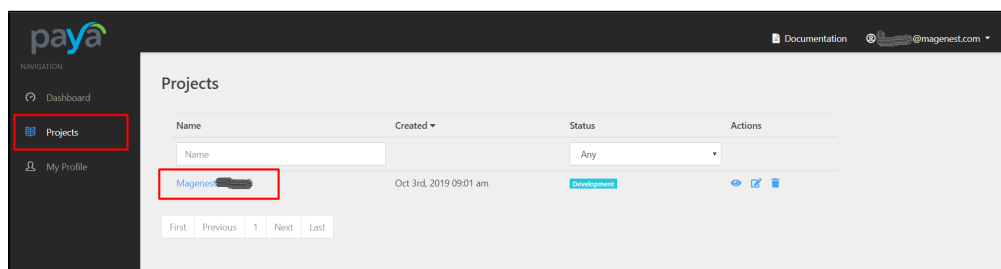 paya
Documentation @magenest.com
NAVIGATION
Dashboard
Projects
My Profile
Projects
Name Created Status Actions
Name Any
Magenest Oct 3rd, 2019 09:01 am Development
First Previous 1 Next Last